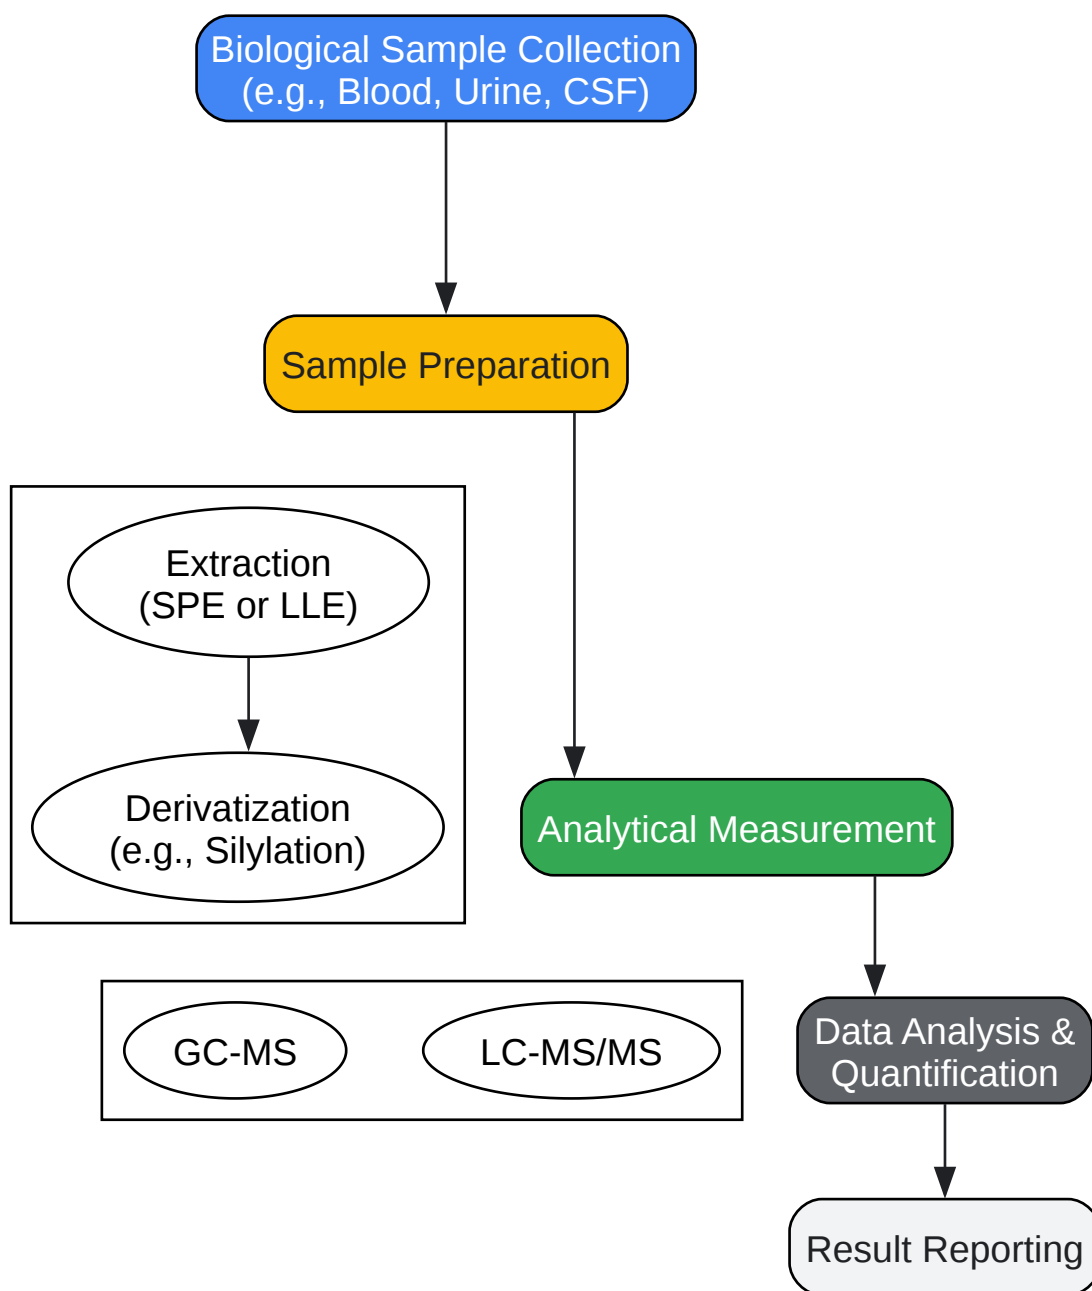 Biological Sample Collection
(e.g., Blood, Urine, CSF)
Sample Preparation
Extraction
(SPE or LLE)
Derivatization
(e.g., Silylation)
Analytical Measurement
GC-MS
LC-MS/MS
Data Analysis &
Quantification
Result Reporting